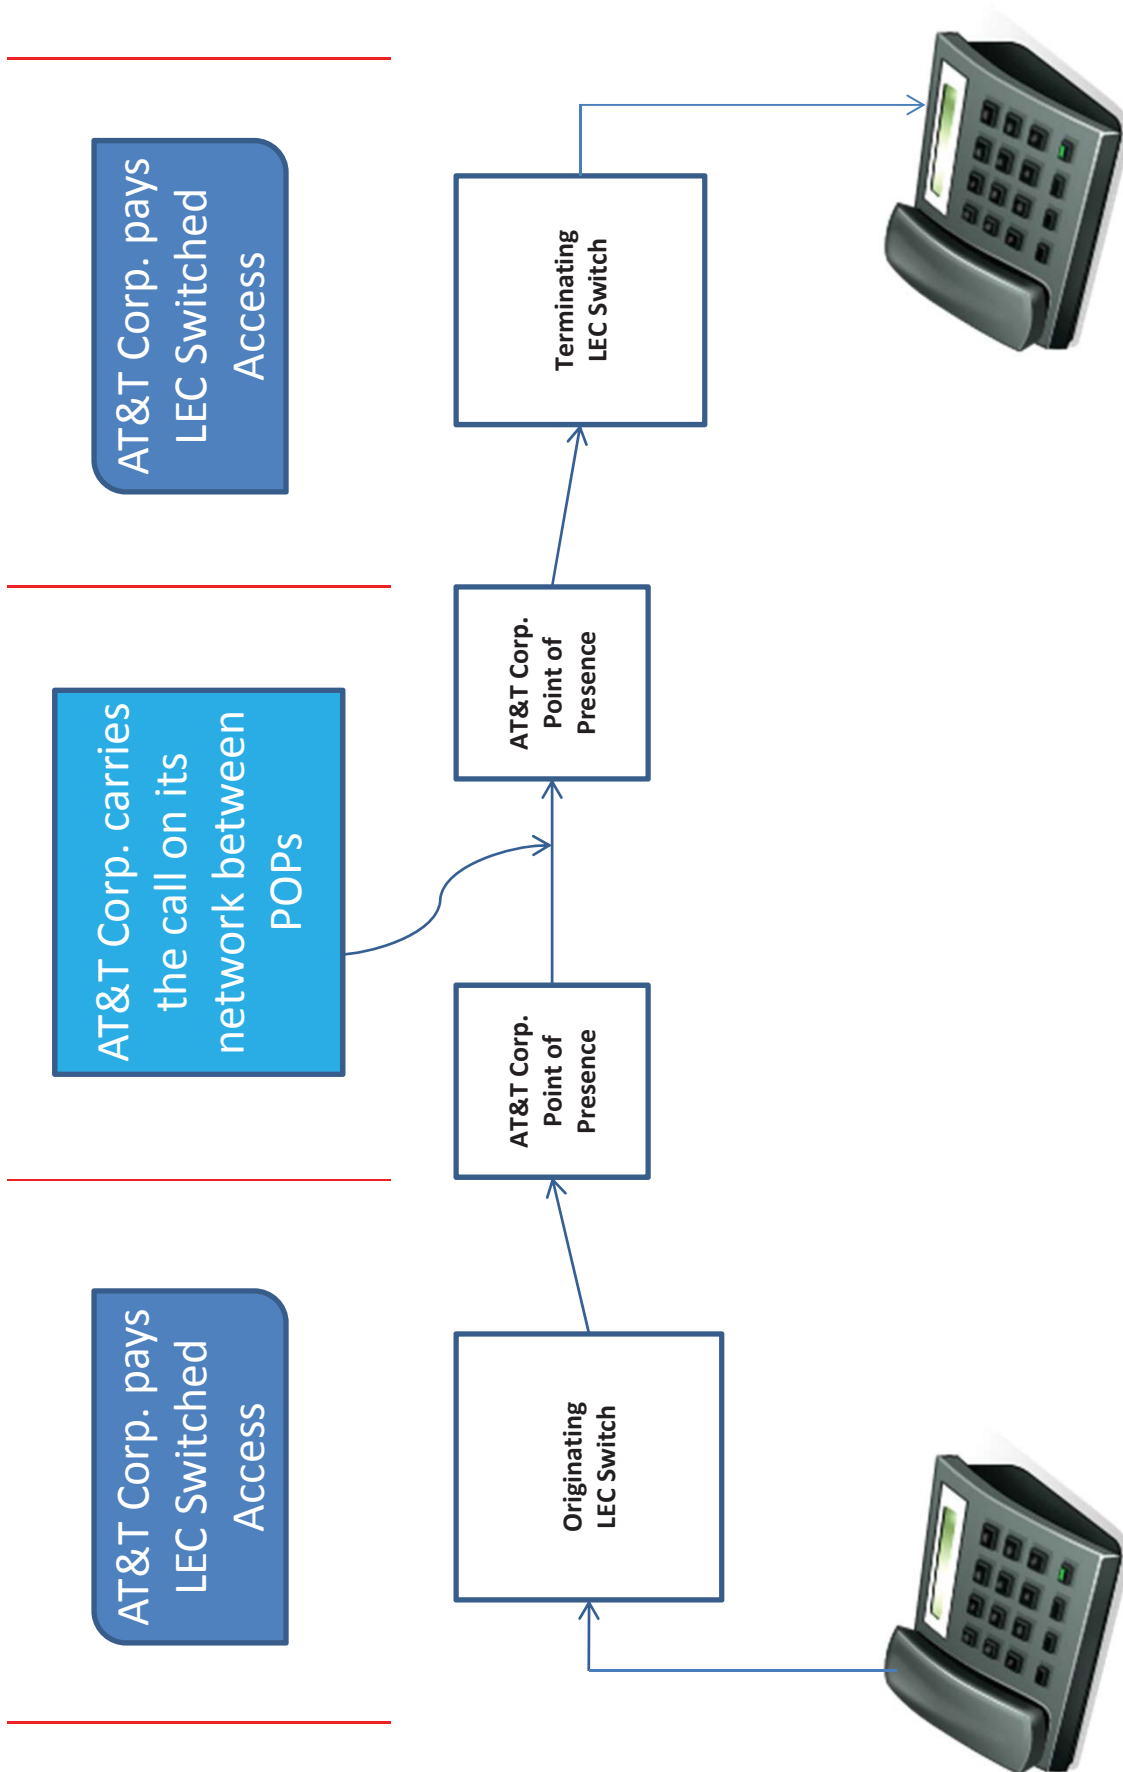 AT&T Corp. pays
LEC Switched
Access
AT&T Corp. carries
the call on its
network between
POPs
AT&T Corp. pays
LEC Switched
Access
Originating
LEC Switch
AT&T Corp.
Point of
Presence
AT&T Corp.
Point of
Presence
Terminating
LEC Switch